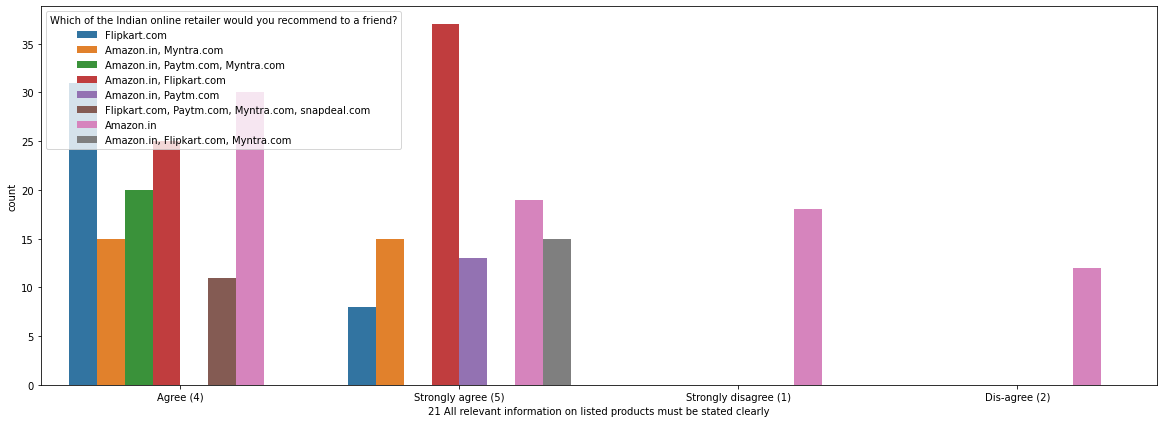 Which of the Indian online retailer would you recommend to a friend?
Flipkart.com
Amazon.in, Myntra.com
Amazon.in, Paytm.com, Myntra.com
Amazon.in, Flipkart.com
Amazon.in, Paytm.com
Flipkart.com, Paytm.com, Myntra.com, snapdeal.com
Amazon.in
Amazon.in, Flipkart.com, Myntra.com
35
30
25
20
15
10
5
0
count
Agree (4)
Strongly agree (5)
Strongly disagree (1)
Dis-agree (2)
21 All relevant information on listed products must be stated clearly